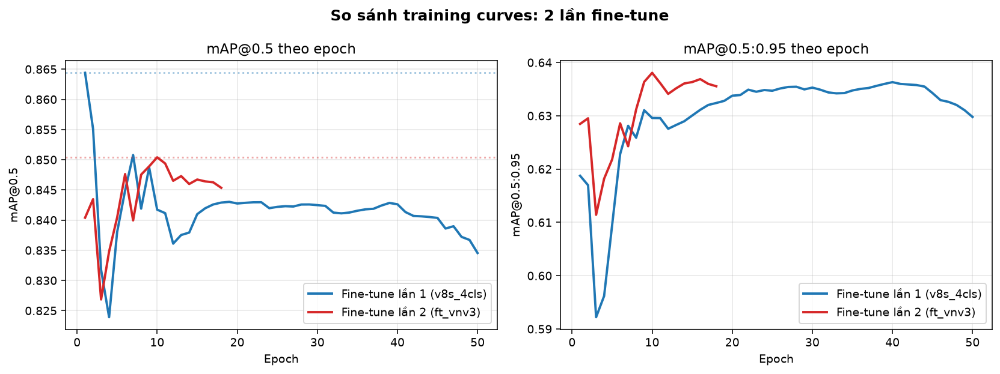 So sánh training curves: 2 lần fine-tune
mAP@0.5 theo epoch
mAP@0.5
0.865
0.860
0.855
0.850
0.845
0.840
0.835
0.830
0.825
0
10
20
30
40
50
Epoch
Fine-tune lần 1 (v8s_4cls)
Fine-tune lần 2 (ft_vnv3)
mAP@0.5:0.95 theo epoch
mAP@0.5:0.95
0.64
0.63
0.62
0.61
0.60
0.59
0
10
20
30
40
50
Epoch
Fine-tune lần 1 (v8s_4cls)
Fine-tune lần 2 (ft_vnv3)